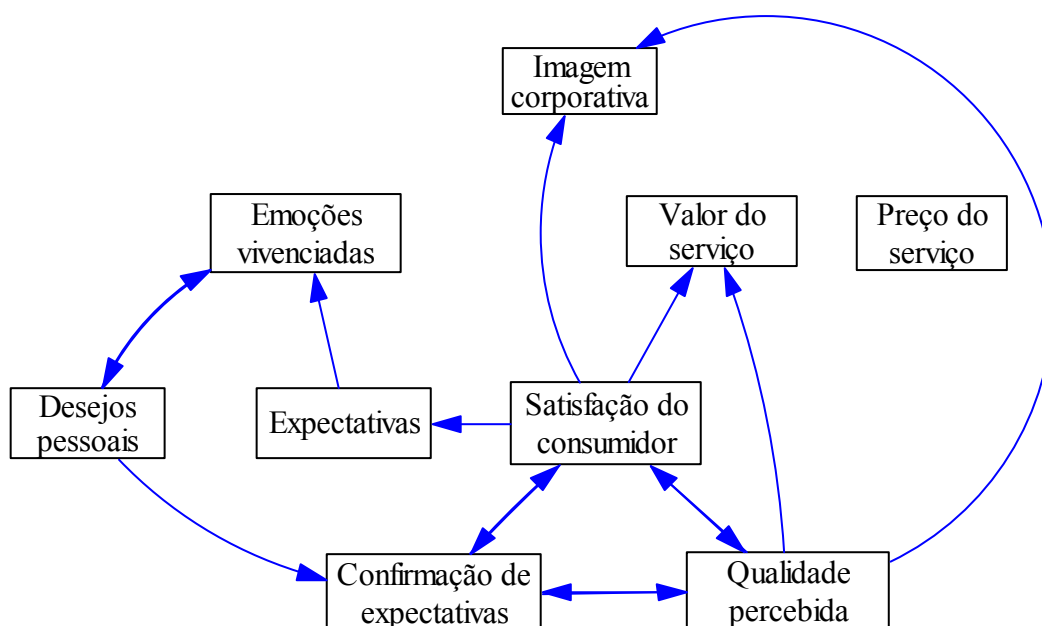 Imagem
corporativa
Emoções
vivenciadas
Valor do
serviço
Preço do
serviço
Desejos
pessoais
Expectativas
Satisfação do
consumidor
Confirmação de
expectativas
Qualidade
percebida